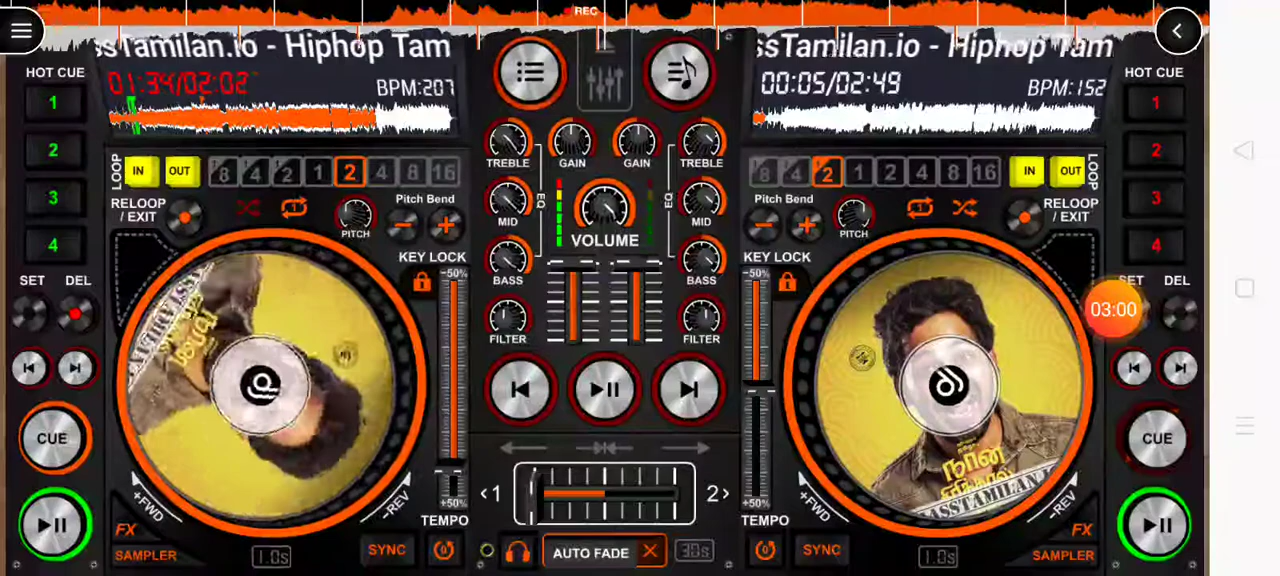 REC
ssTamilan.io - Hiphop Tam
01:34/02:02
BPM:207
ssTamilan.io - Hiphop Tam
00:05/02:49
BPM:152
HOT CUE
1
2
3
4
SET DEL
CUE
LOOP
IN OUT
8 4 2 1 2 4 8 16
RELOOP
/ EXIT
PITCH
Pitch Bend
KEY LOCK
-50%
+50%
TEMPO
+FWD
-REV
FX
SAMPLER
1.0s
SYNC
TREBLE
GAIN
GAIN
TREBLE
MID
EQ
EQ
MID
VOLUME
BASS
BASS
FILTER
FILTER
<1
2>
AUTO FADE
30s
8 4 2 1 2 4 8 16
IN OUT
LOOP
Pitch Bend
PITCH
RELOOP
/ EXIT
KEY LOCK
-50%
+50%
TEMPO
நான்
ASSTAMILAN.I
+FWD
-REV
SYNC
1.0s
FX
SAMPLER
HOT CUE
1
2
3
4
SET DEL
03:00
CUE